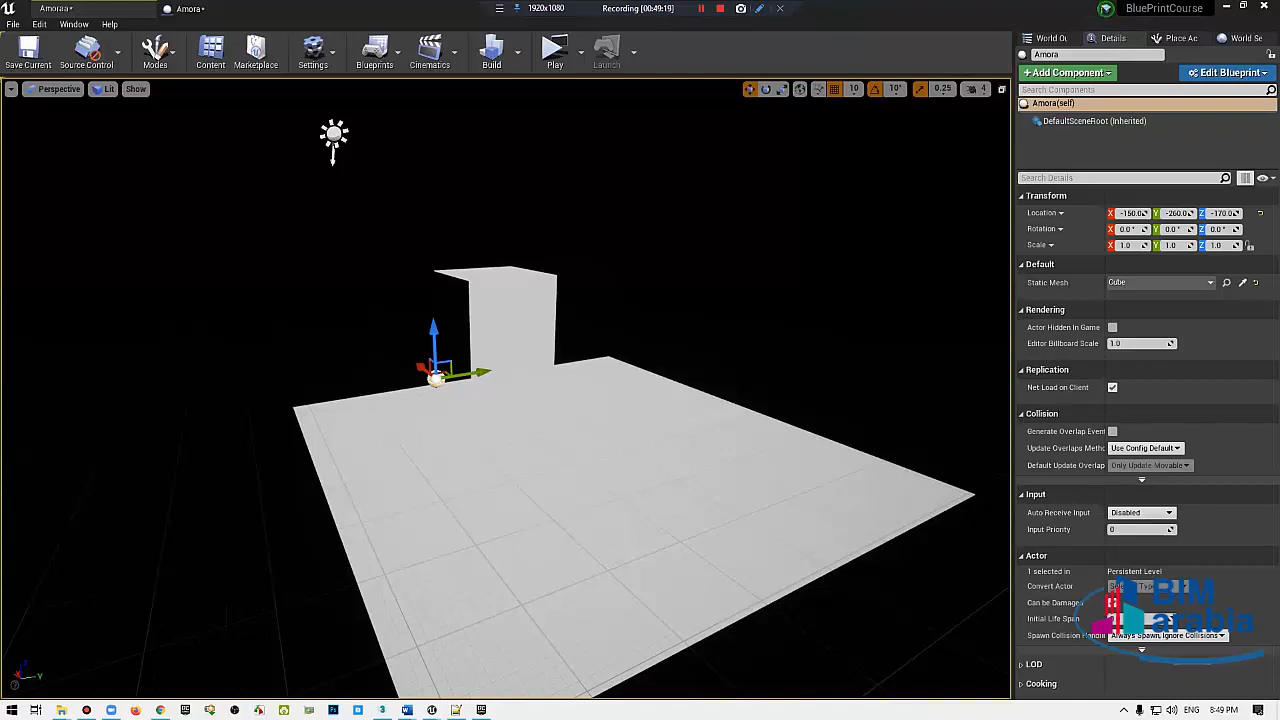 Amoraa•
Amora•
1920x1080
Recording [00:49:19]
BluePrintCourse
File
Edit
Window
Help
Save Current
Source Control
Modes
Content
Marketplace
Settings
Blueprints
Cinematics
Build
Play
Launch
Perspective
Lit
Show
10
10°
0.25
4
World Ou
Details
Place Ac
World Se
Amora
+Add Component
Edit Blueprint
Search Components
Amora(self)
DefaultSceneRoot (Inherited)
Search Details
Transform
Location
X -150.0
Y -260.0
Z -170.0
Rotation
X 0.0 °
Y 0.0 °
Z 0.0 °
Scale
X 1.0
Y 1.0
Z 1.0
Default
Static Mesh
Cube
Rendering
Actor Hidden In Game
Editor Billboard Scale
1.0
Replication
Net Load on Client
Collision
Generate Overlap Event
Update Overlaps Metho
Use Config Default
Default Update Overlap
Only Update Movable
Input
Auto Receive Input
Disabled
Input Priority
0
Actor
1 selected in
Persistent Level
Convert Actor
Can be Damaged
Initial Life Span
Spawn Collision Handli
Always Spawn, Ignore Collisions
LOD
Cooking
BIM
arabia
X
Y
Z
ENG
8:49 PM